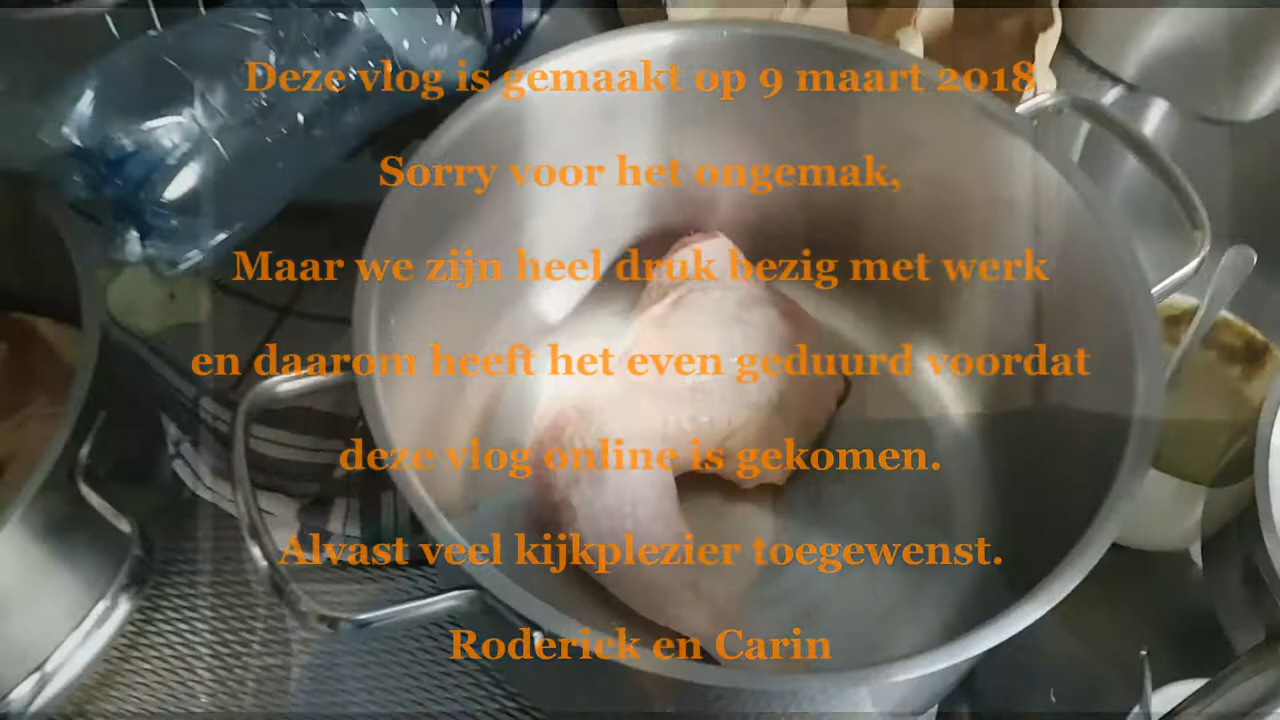 Deze vlog is gemaakt op 9 maart 2018
Sorry voor het ongemak,
Maar we zijn heel druk bezig met werk
en daarom heeft het even geduurd voordat
deze vlog online is gekomen.
Alvast veel kijkplezier toegewenst.
Roderick en Carin